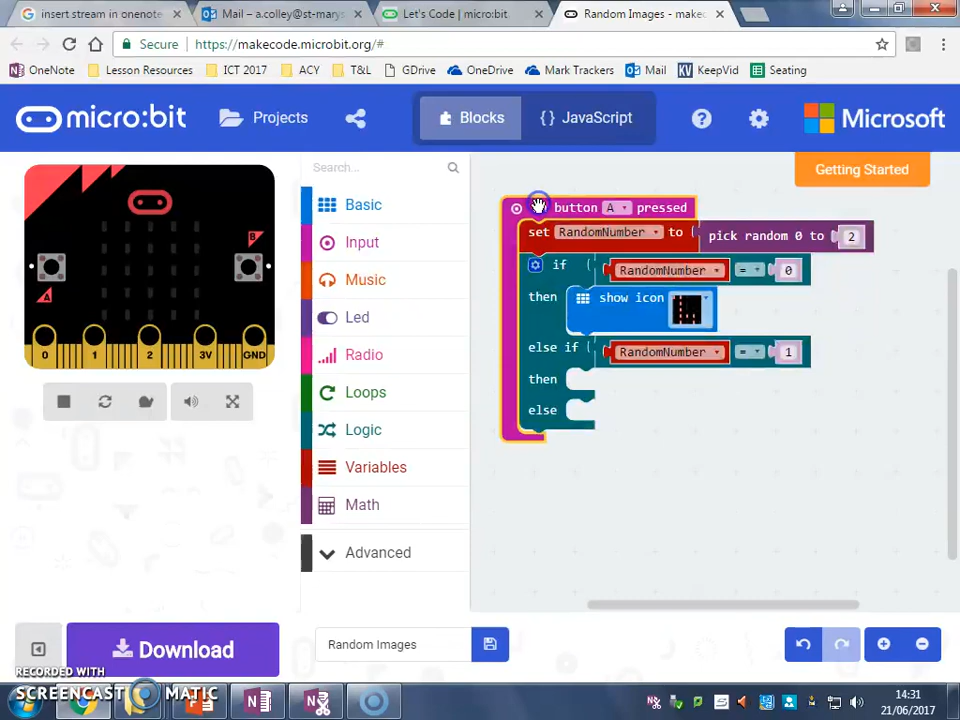 insert stream in onenote
Mail – a.colley@st-marys
Let's Code | micro:bit
Random Images - makec
Secure
https://makecode.microbit.org/#
OneNote
Lesson Resources
ICT 2017
ACY
T&L
GDrive
OneDrive
Mark Trackers
Mail
KeepVid
Seating
micro:bit
Projects
Blocks
{} JavaScript
Microsoft
Getting Started
Search...
Basic
Input
Music
Led
Radio
Loops
Logic
Variables
Math
Advanced
button A pressed
set RandomNumber to pick random 0 to 2
if RandomNumber = 0
then show icon
else if RandomNumber = 1
then
else
A
B
0 1 2 3V GND
Download
Random Images
RECORDED WITH
SCREENCAST MATIC
14:31
21/06/2017